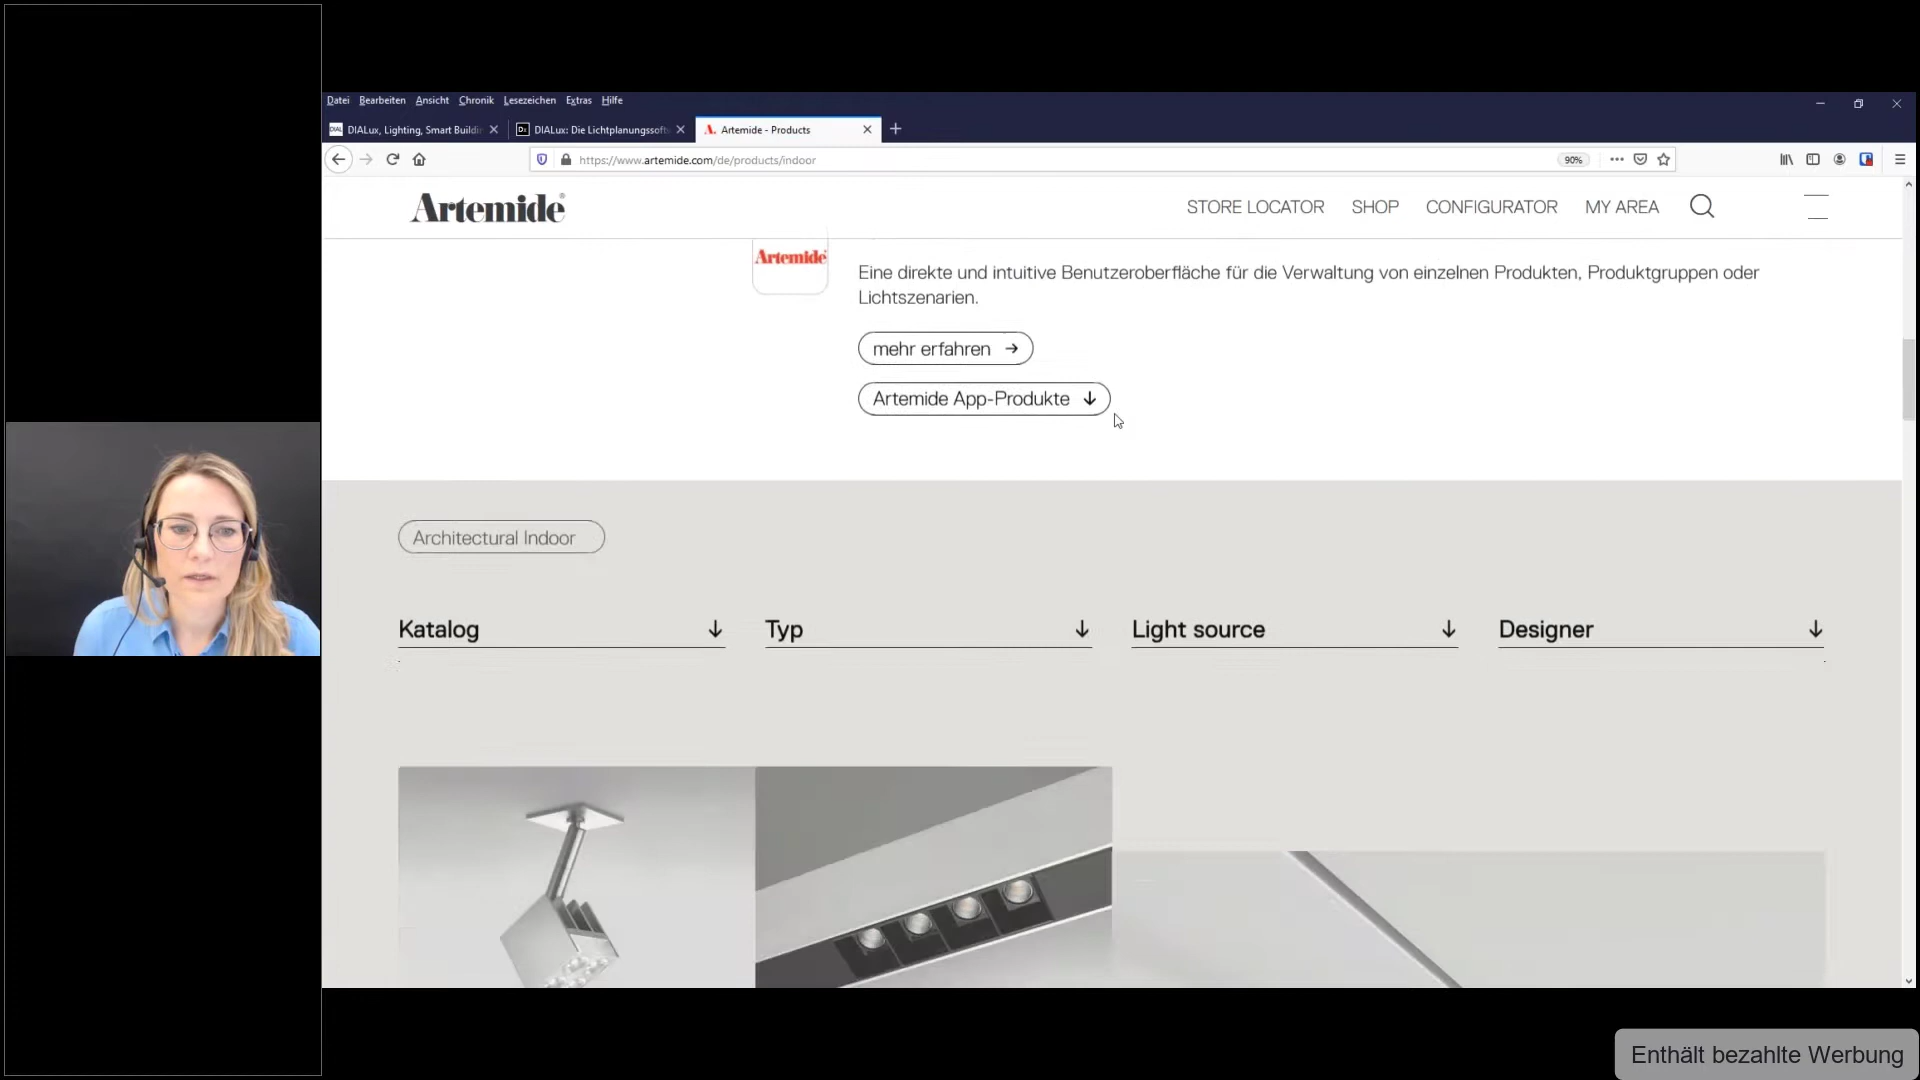 Datei Bearbeiten Ansicht Chronik Lesezeichen Extras Hilfe
DIAL DIALux, Lighting, Smart Buildin
Dx DIALux: Die Lichtplanungssoft
A. Artemide - Products
https://www.artemide.com/de/products/indoor
90%
Artemide®
STORE LOCATOR SHOP CONFIGURATOR MY AREA
Artemide
Eine direkte und intuitive Benutzeroberfläche für die Verwaltung von einzelnen Produkten, Produktgruppen oder
Lichtszenarien.
mehr erfahren →
Artemide App-Produkte ↓
Architectural Indoor
Katalog ↓ Typ ↓ Light source ↓ Designer ↓
Enthält bezahlte Werbung